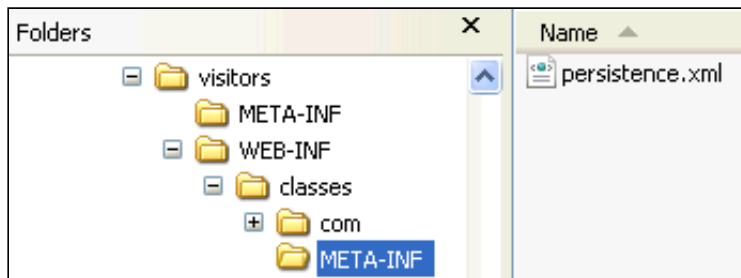 Folders
visitors
META-INF
WEB-INF
classes
com
META-INF
Name
persistence.xml